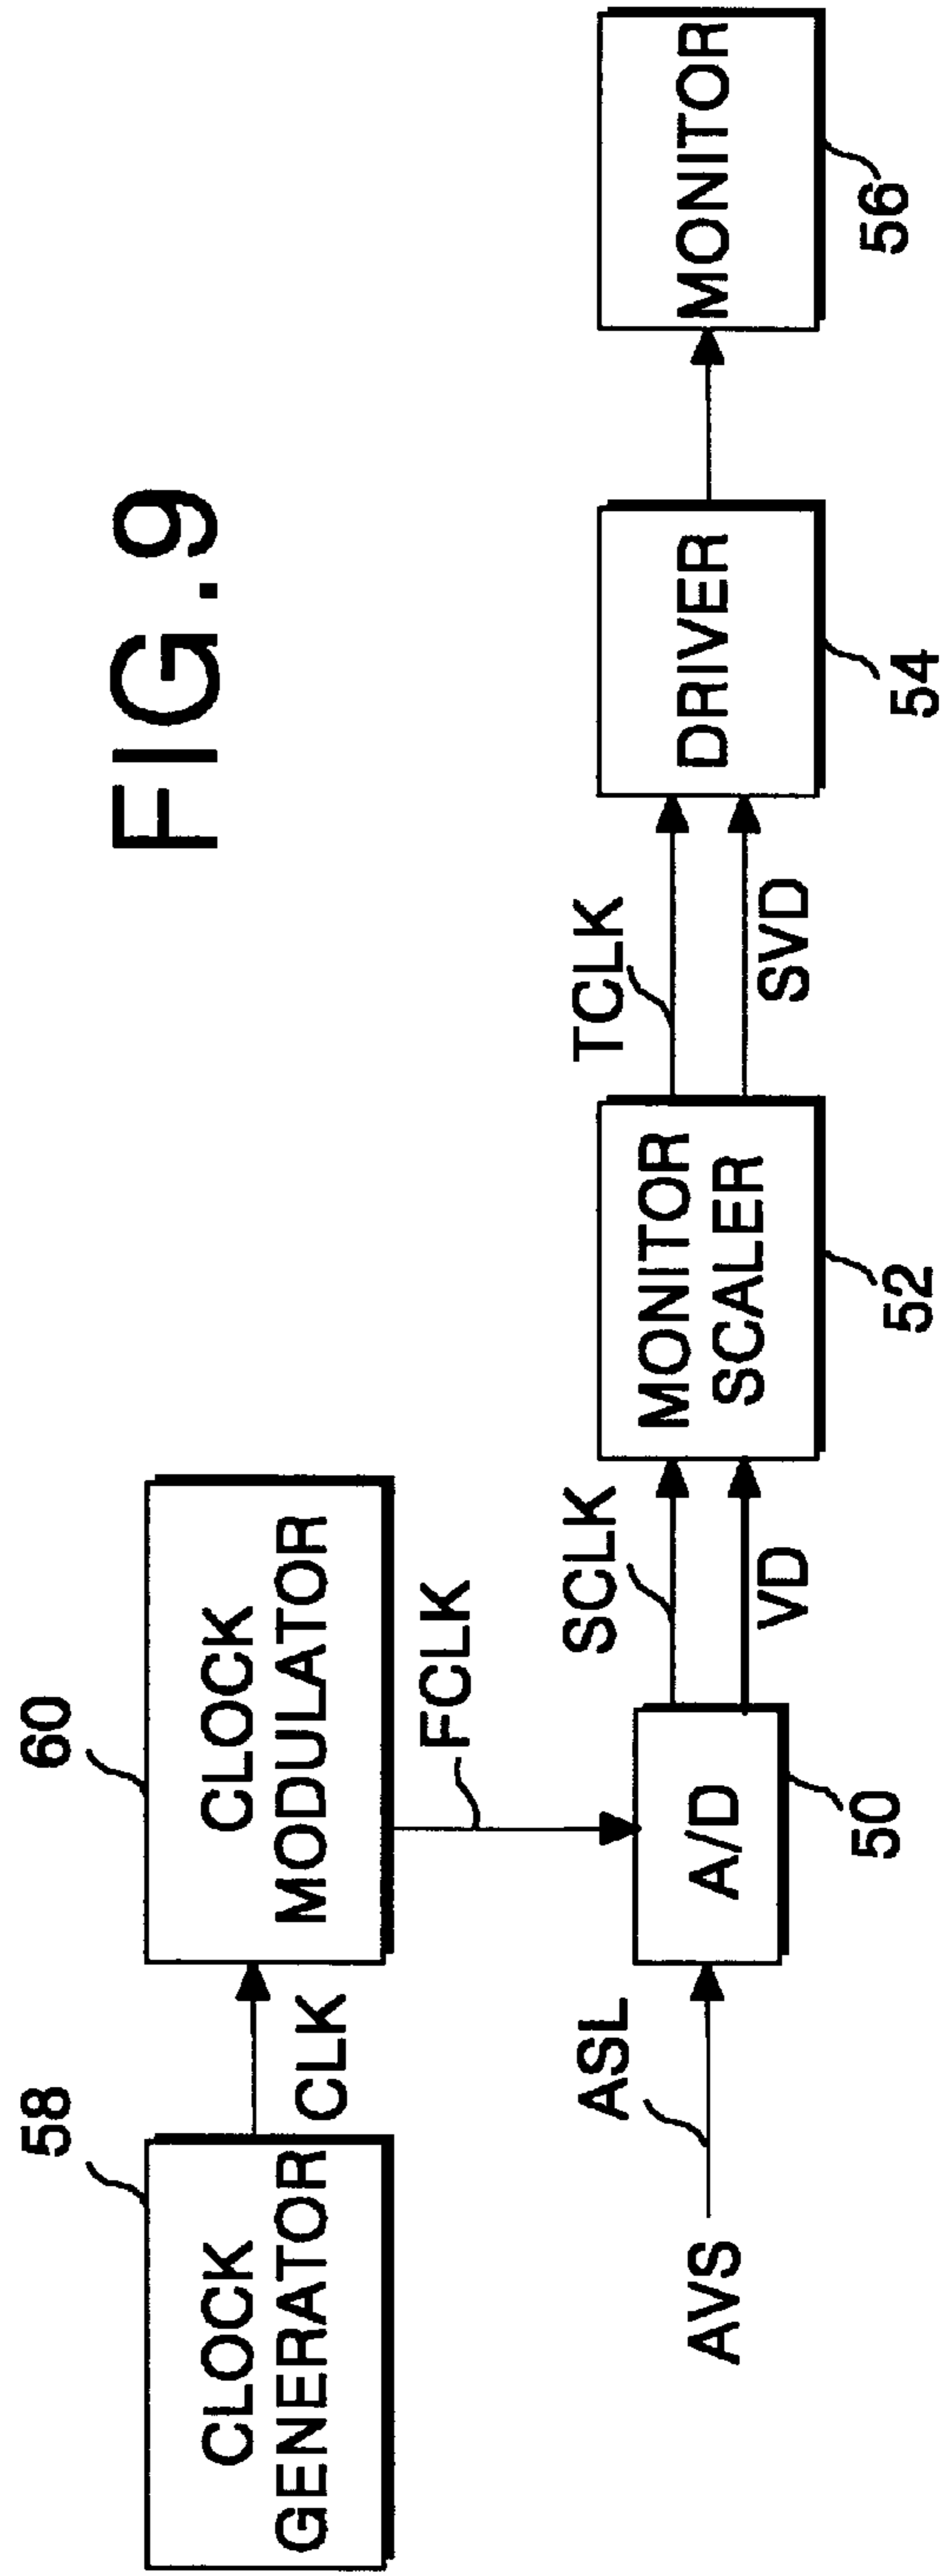 FIG.9
58
CLOCK
GENERATOR
CLK
60
CLOCK
MODULATOR
FCLK
AVS
ASL
A/D
50
SCLK
VD
MONITOR
SCALER
52
TCLK
SVD
DRIVER
54
MONITOR
56